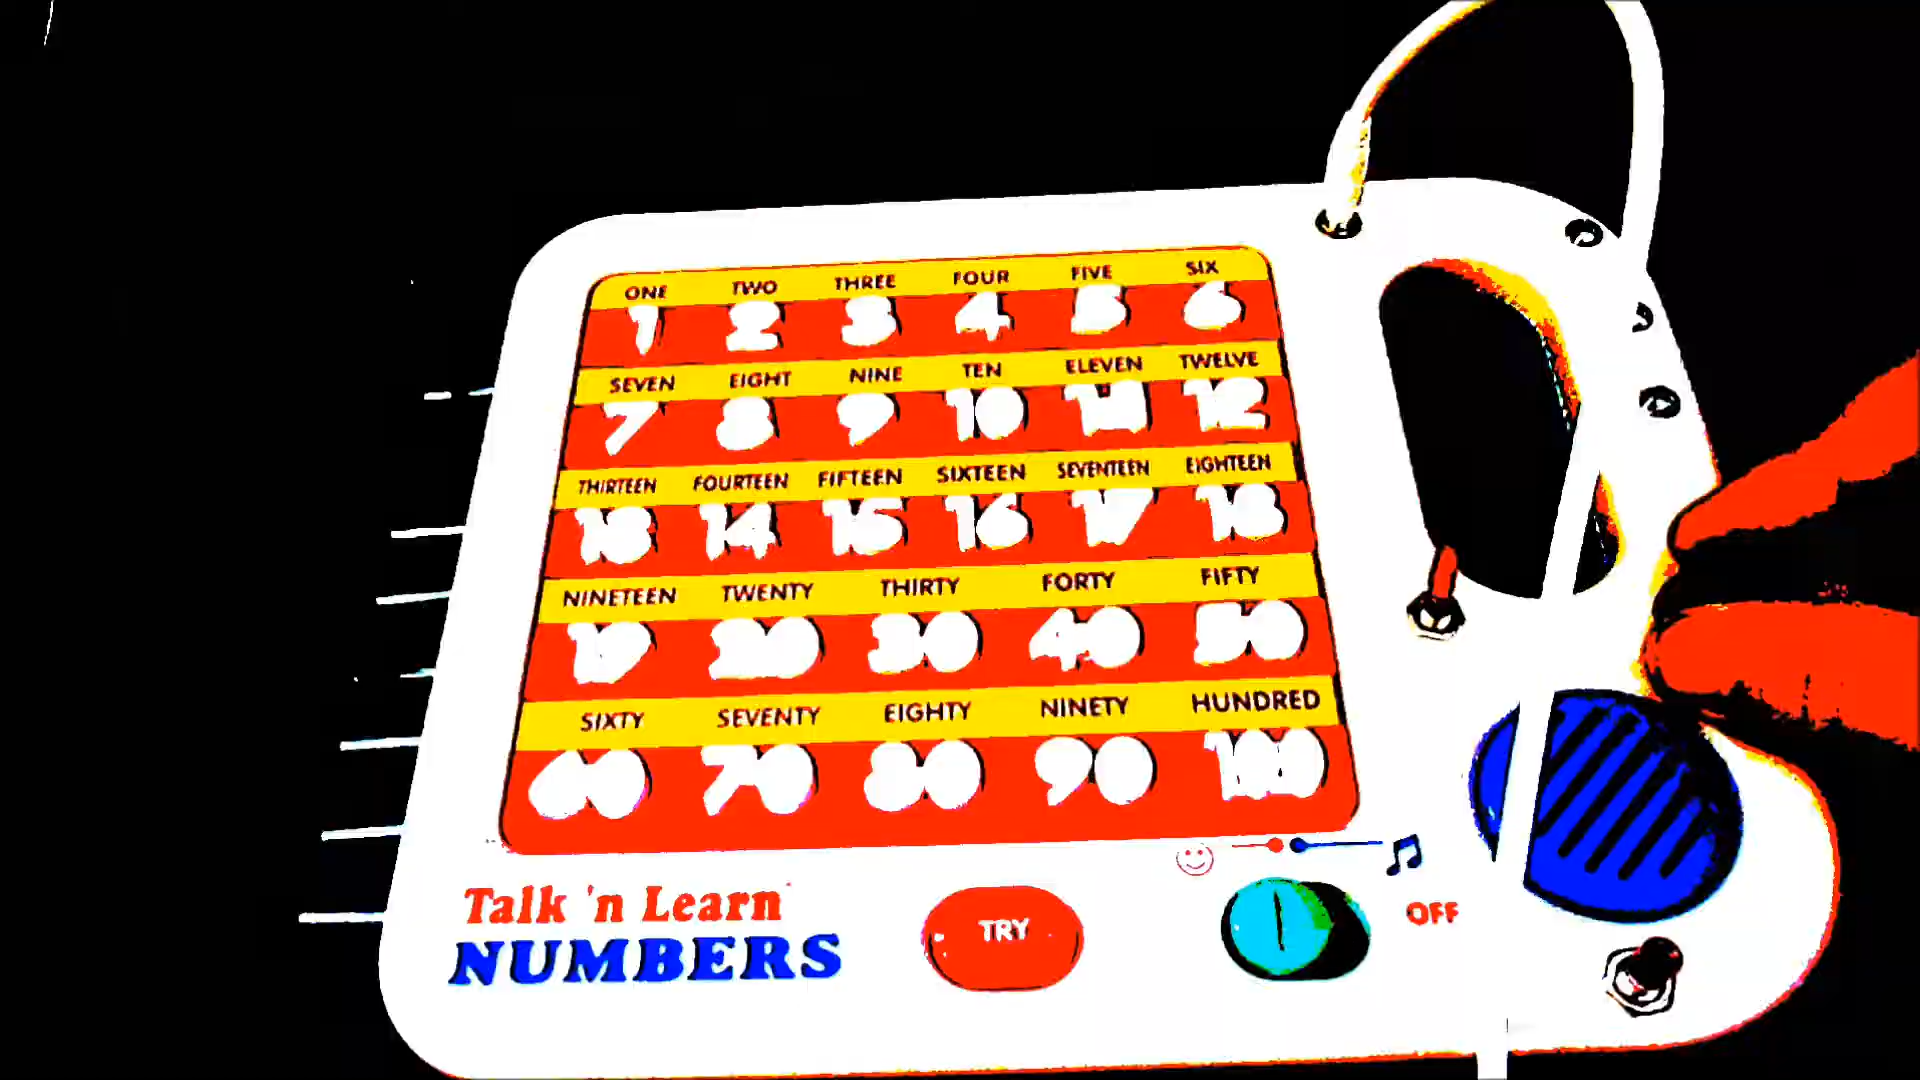 ONE TWO THREE FOUR FIVE SIX
1 2 3 4 5 6
SEVEN EIGHT NINE TEN ELEVEN TWELVE
7 8 9 10 11 12
THIRTEEN FOURTEEN FIFTEEN SIXTEEN SEVENTEEN EIGHTEEN
13 14 15 16 17 18
NINETEEN TWENTY THIRTY FORTY FIFTY
19 20 30 40 50
SIXTY SEVENTY EIGHTY NINETY HUNDRED
60 70 80 90 100
Talk 'n Learn
NUMBERS
TRY
OFF